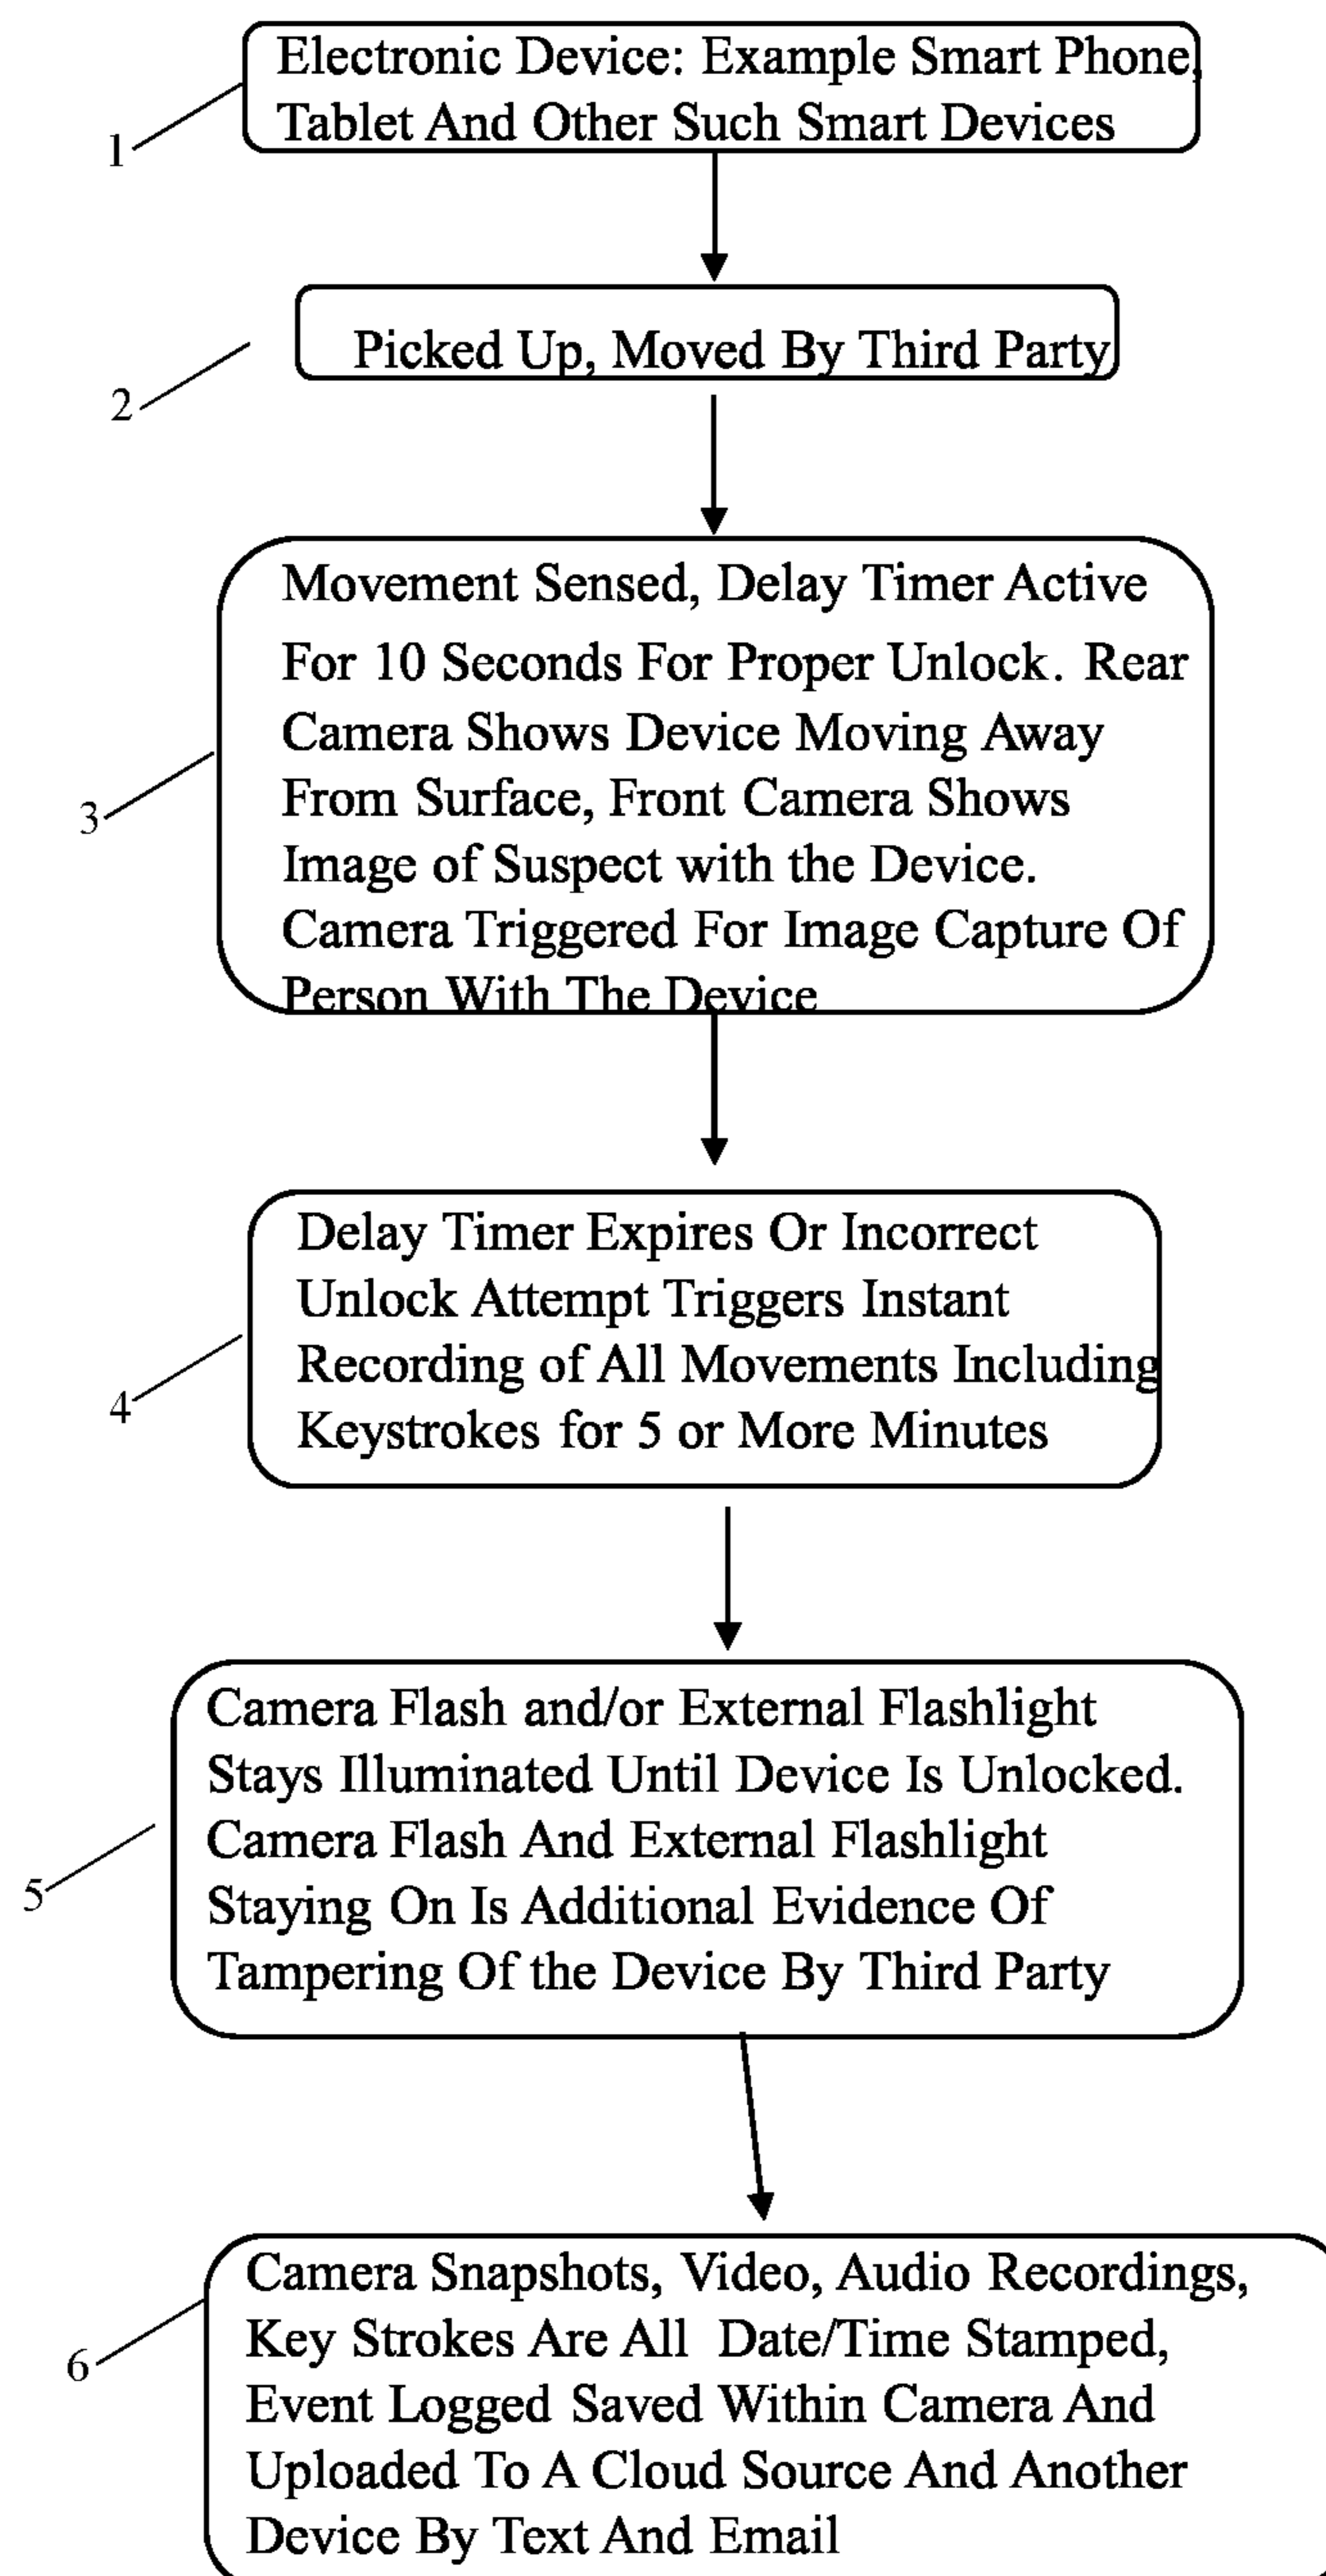 Electronic Device: Example Smart Phone,
Tablet And Other Such Smart Devices
1
Picked Up, Moved By Third Party
2
Movement Sensed, Delay Timer Active
For 10 Seconds For Proper Unlock. Rear
Camera Shows Device Moving Away
From Surface, Front Camera Shows
Image of Suspect with the Device.
Camera Triggered For Image Capture Of
Person With The Device
3
Delay Timer Expires Or Incorrect
Unlock Attempt Triggers Instant
Recording of All Movements Including
Keystrokes for 5 or More Minutes
4
Camera Flash and/or External Flashlight
Stays Illuminated Until Device Is Unlocked.
Camera Flash And External Flashlight
Staying On Is Additional Evidence Of
Tampering Of the Device By Third Party
5
Camera Snapshots, Video, Audio Recordings,
Key Strokes Are All Date/Time Stamped,
Event Logged Saved Within Camera And
Uploaded To A Cloud Source And Another
Device By Text And Email
6